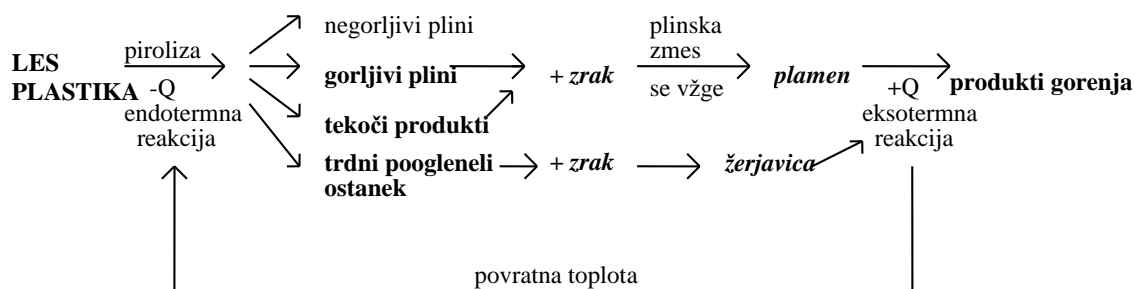 LES
PLASTIKA
piroliza
-Q
endotermna
reakcija
negorljivi plini
gorljivi plini
tekoči produkti
trdni poogleneli
ostanek
+ zrak
+ zrak
plinska
zmes
se vžge
plamen
žerjavica
+Q
eksotermna
reakcija
produkti gorenja
povratna toplota